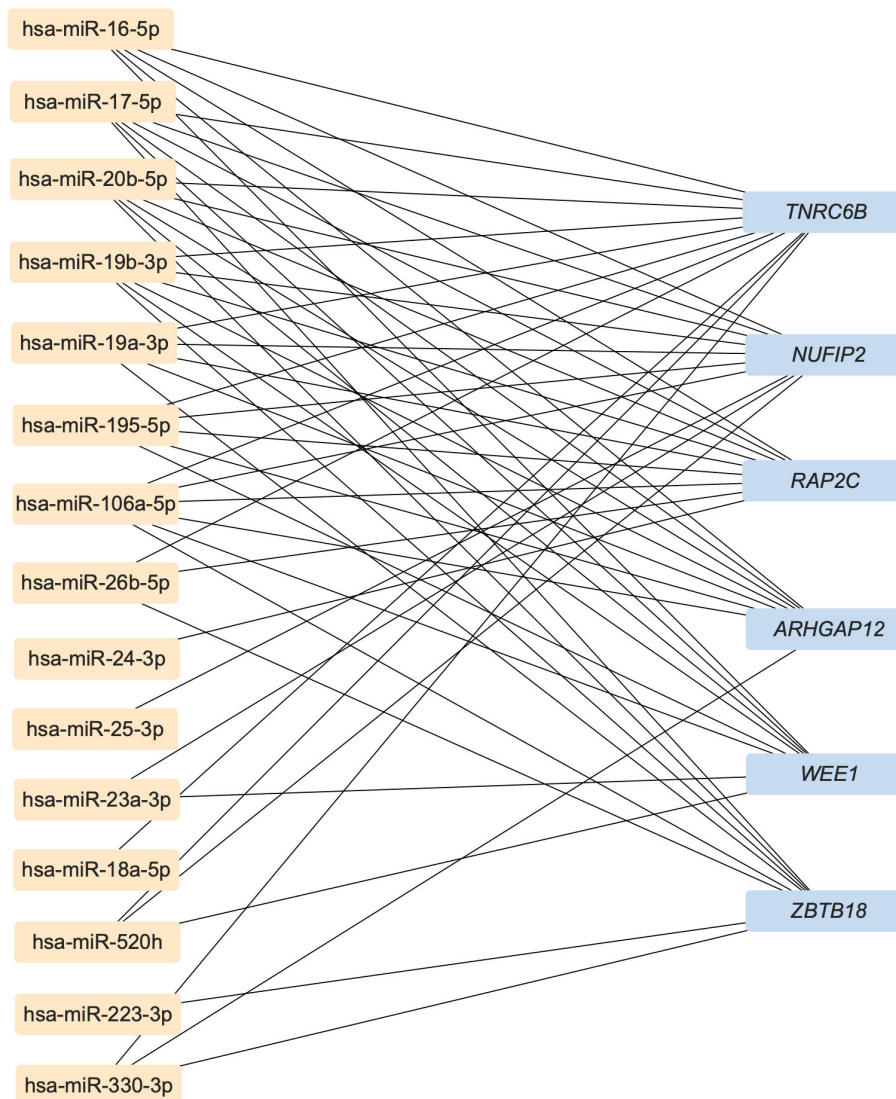 hsa-miR-16-5p
hsa-miR-17-5p
hsa-miR-20b-5p
hsa-miR-19b-3p
hsa-miR-19a-3p
hsa-miR-195-5p
hsa-miR-106a-5p
hsa-miR-26b-5p
hsa-miR-24-3p
hsa-miR-25-3p
hsa-miR-23a-3p
hsa-miR-18a-5p
hsa-miR-520h
hsa-miR-223-3p
hsa-miR-330-3p
TNRC6B
NUFIP2
RAP2C
ARHGAP12
WEE1
ZBTB18